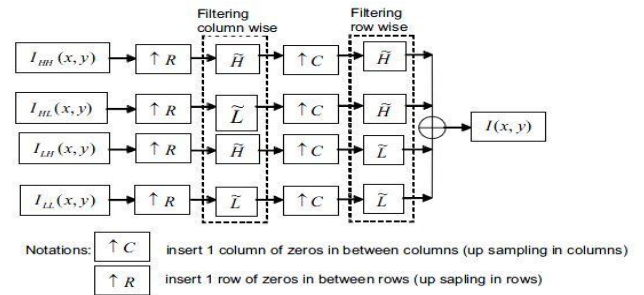 Filtering column wise
Filtering row wise
I_HH (x, y) ↑ R H̃ ↑ C H̃
I_HL (x, y) ↑ R L̃ ↑ C H̃
I(x, y)
I_LH (x, y) ↑ R H̃ ↑ C L̃
I_LL (x, y) ↑ R L̃ ↑ C L̃
Notations: ↑ C insert 1 column of zeros in between columns (up sampling in columns)
↑ R insert 1 row of zeros in between rows (up sapling in rows)